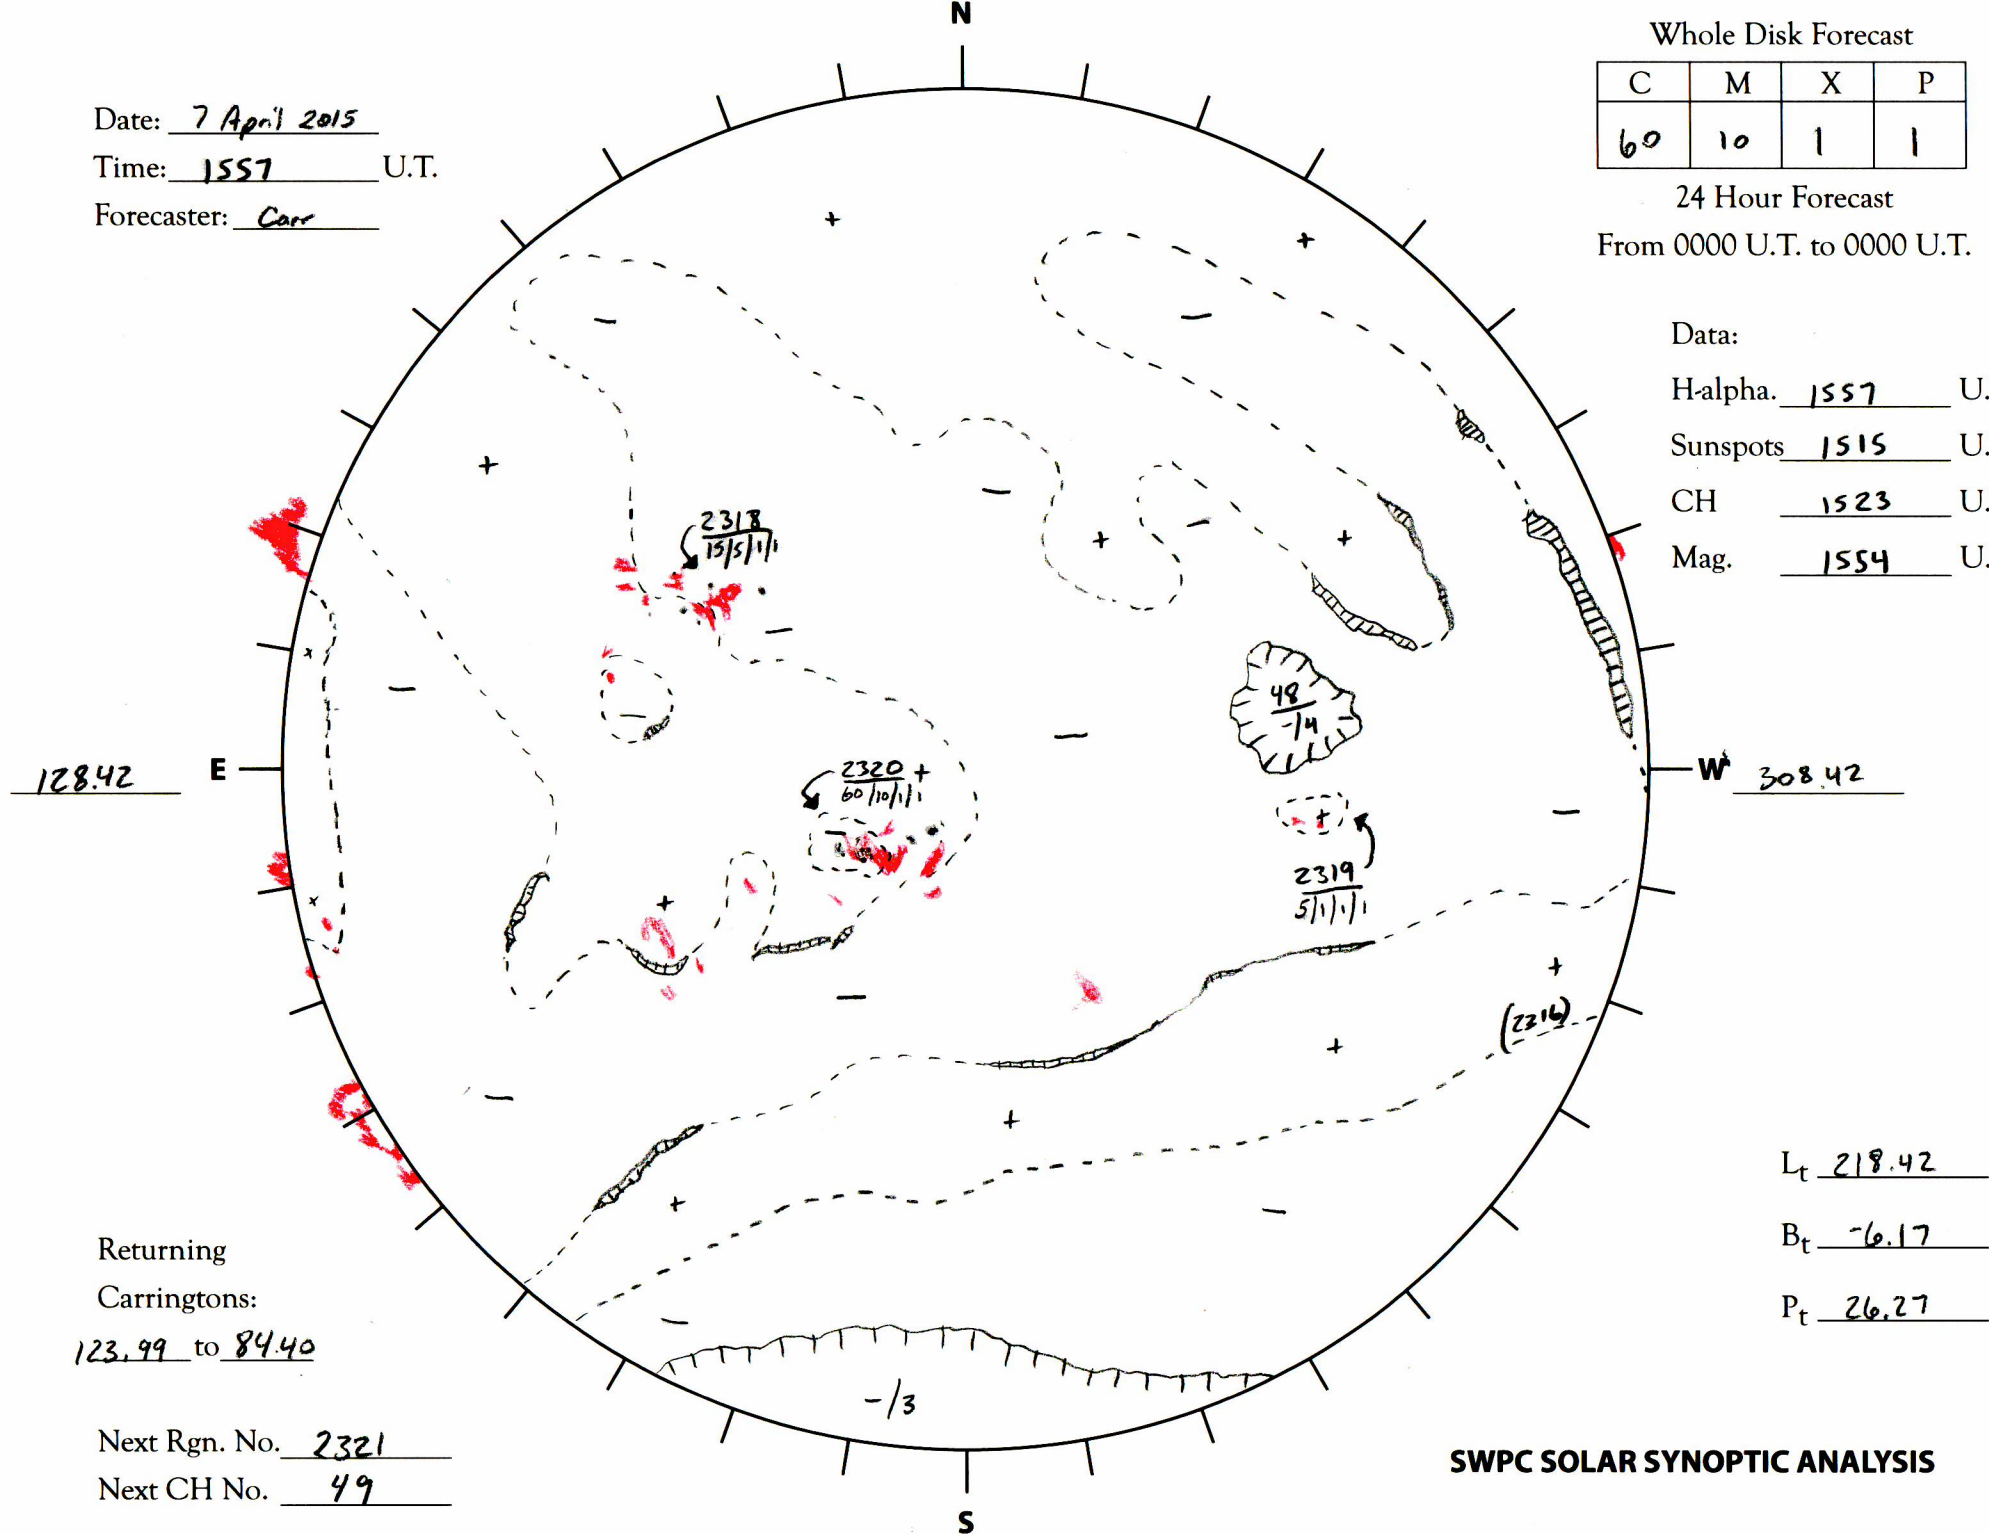 N
Whole Disk Forecast
C M X P
60 10 1 1
24 Hour Forecast
From 0000 U.T. to 0000 U.T.
Date: 7 April 2015
Time: 1557 U.T.
Forecaster: Carr
Data:
H-alpha. 1557 U.
Sunspots 1515 U.
CH 1523 U.
Mag. 1554 U.
+
+
-
-
+
-
2318
15/5/1/1
+
-
+
-
x
-
-
48
-/4
-
2320 +
60/10/1/1
128.42 E
W 308.42
-
-
+
2319
5/1/1/1
x
+
-
+
(2316)
+
-
+
+
-
Lt 218.42
Bt -6.17
Pt 26.27
Returning
Carringtons:
123.99 to 84.40
-
-/3
Next Rgn. No. 2321
Next CH No. 49
SWPC SOLAR SYNOPTIC ANALYSIS
S